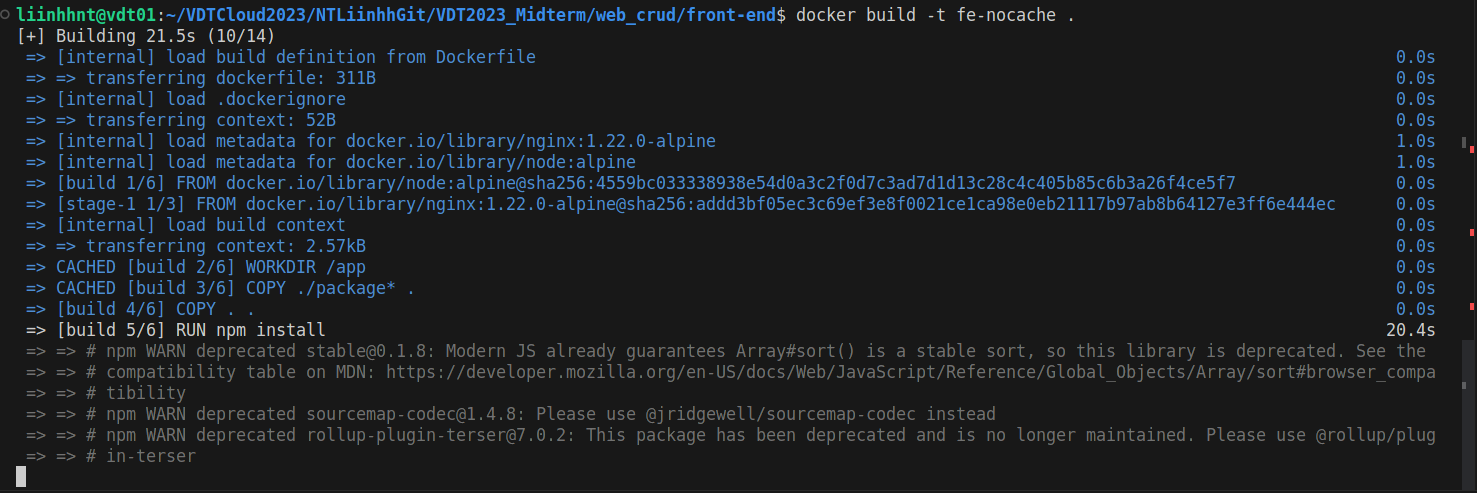 liinhhnt@vdt01:~/VDTCloud2023/NTLiinhhGit/VDT2023_Midterm/web_crud/front-end$ docker build -t fe-nocache .
[+] Building 21.5s (10/14)
=> [internal] load build definition from Dockerfile 0.0s
=> => transferring dockerfile: 311B 0.0s
=> [internal] load .dockerignore 0.0s
=> => transferring context: 52B 0.0s
=> [internal] load metadata for docker.io/library/nginx:1.22.0-alpine 1.0s
=> [internal] load metadata for docker.io/library/node:alpine 1.0s
=> [build 1/6] FROM docker.io/library/node:alpine@sha256:4559bc033338938e54d0a3c2f0d7c3ad7d1d13c28c4c405b85c6b3a26f4ce5f7 0.0s
=> [stage-1 1/3] FROM docker.io/library/nginx:1.22.0-alpine@sha256:addd3bf05ec3c69ef3e8f0021ce1ca98e0eb21117b97ab8b64127e3ff6e444ec 0.0s
=> [internal] load build context 0.0s
=> => transferring context: 2.57kB 0.0s
=> CACHED [build 2/6] WORKDIR /app 0.0s
=> CACHED [build 3/6] COPY ./package* . 0.0s
=> [build 4/6] COPY . . 0.0s
=> [build 5/6] RUN npm install 20.4s
=> => # npm WARN deprecated stable@0.1.8: Modern JS already guarantees Array#sort() is a stable sort, so this library is deprecated. See the
=> => # compatibility table on MDN: https://developer.mozilla.org/en-US/docs/Web/JavaScript/Reference/Global_Objects/Array/sort#browser_compa
=> => # tibility
=> => # npm WARN deprecated sourcemap-codec@1.4.8: Please use @jridgewell/sourcemap-codec instead
=> => # npm WARN deprecated rollup-plugin-terser@7.0.2: This package has been deprecated and is no longer maintained. Please use @rollup/plug
=> => # in-terser